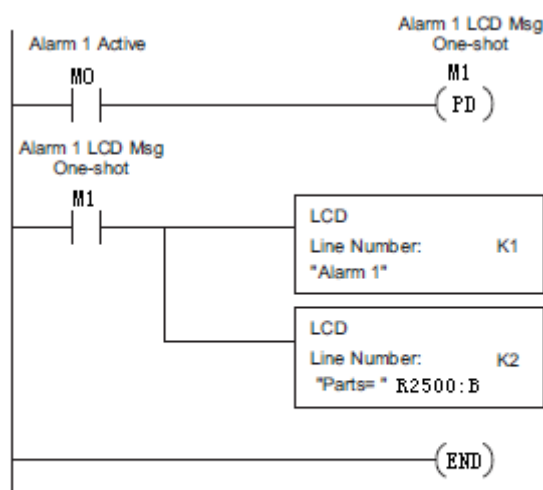 Alarm 1 Active
Alarm 1 LCD Msg
One-shot
M0
M1
(PD)
Alarm 1 LCD Msg
One-shot
M1
LCD
Line Number: K1
"Alarm 1"
LCD
Line Number: K2
"Parts= " R2500:B
(END)